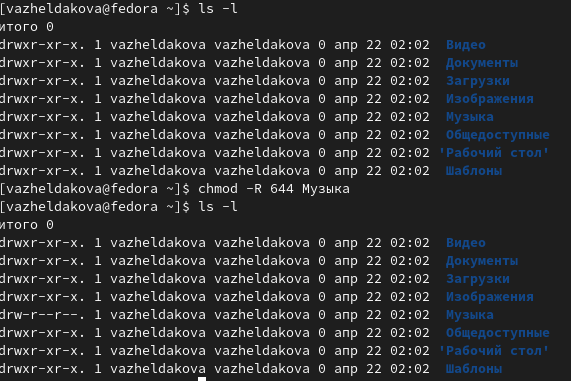 [vazheldakova@fedora ~]$ ls -l
итого 0
drwxr-xr-x. 1 vazheldakova vazheldakova 0 апр 22 02:02  Видео
drwxr-xr-x. 1 vazheldakova vazheldakova 0 апр 22 02:02  Документы
drwxr-xr-x. 1 vazheldakova vazheldakova 0 апр 22 02:02  Загрузки
drwxr-xr-x. 1 vazheldakova vazheldakova 0 апр 22 02:02  Изображения
drwxr-xr-x. 1 vazheldakova vazheldakova 0 апр 22 02:02  Музыка
drwxr-xr-x. 1 vazheldakova vazheldakova 0 апр 22 02:02  Общедоступные
drwxr-xr-x. 1 vazheldakova vazheldakova 0 апр 22 02:02 'Рабочий стол'
drwxr-xr-x. 1 vazheldakova vazheldakova 0 апр 22 02:02  Шаблоны
[vazheldakova@fedora ~]$ chmod -R 644 Музыка
[vazheldakova@fedora ~]$ ls -l
итого 0
drwxr-xr-x. 1 vazheldakova vazheldakova 0 апр 22 02:02  Видео
drwxr-xr-x. 1 vazheldakova vazheldakova 0 апр 22 02:02  Документы
drwxr-xr-x. 1 vazheldakova vazheldakova 0 апр 22 02:02  Загрузки
drwxr-xr-x. 1 vazheldakova vazheldakova 0 апр 22 02:02  Изображения
drw-r--r--. 1 vazheldakova vazheldakova 0 апр 22 02:02  Музыка
drwxr-xr-x. 1 vazheldakova vazheldakova 0 апр 22 02:02  Общедоступные
drwxr-xr-x. 1 vazheldakova vazheldakova 0 апр 22 02:02 'Рабочий стол'
drwxr-xr-x. 1 vazheldakova vazheldakova 0 апр 22 02:02  Шаблоны